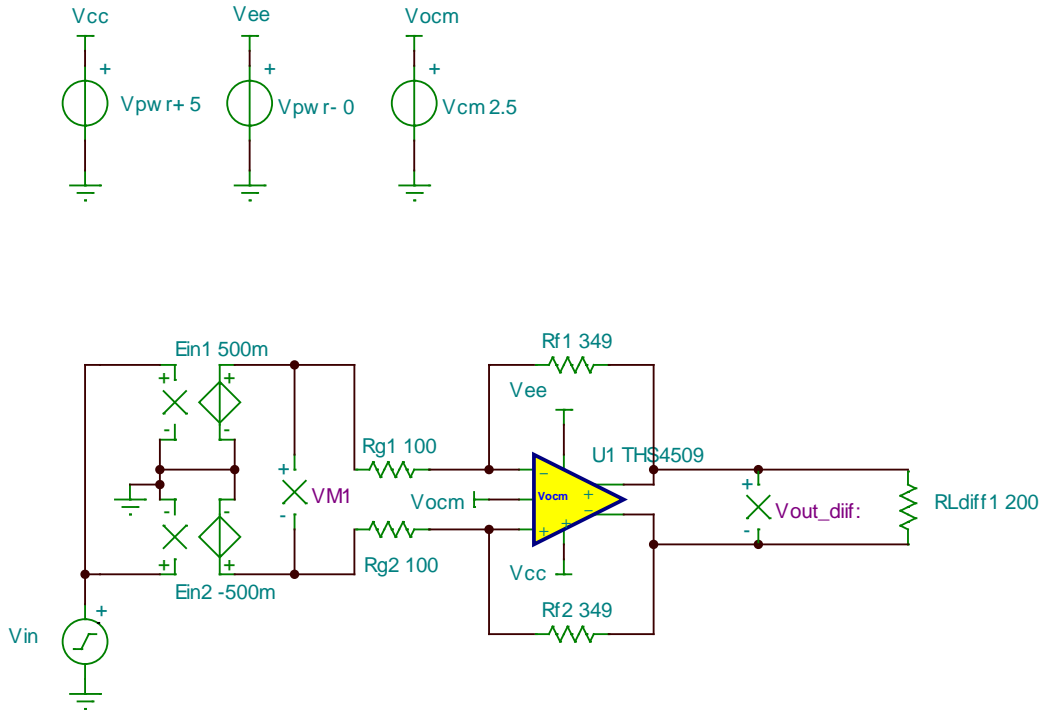 Vcc
Vee
Vocm
+
+
+
Vpwr+ 5
Vpwr- 0
Vcm 2.5
Ein1 500m
Rf1 349
Vee
+
+
-
-
Rg1 100
U1 THS4509
+
VM1
-
Vocm
−
Vocm
+
−
+
+
+
Vout_diif:
-
RLdiff1 200
-
-
+
+
Rg2 100
Vcc
Ein2 -500m
Rf2 349
+
Vin